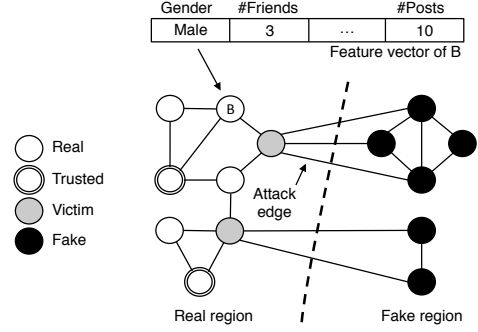 Gender #Friends #Posts
Male 3 ... 10
Feature vector of B
B
Real
Trusted
Victim
Fake
Attack
edge
Real region Fake region